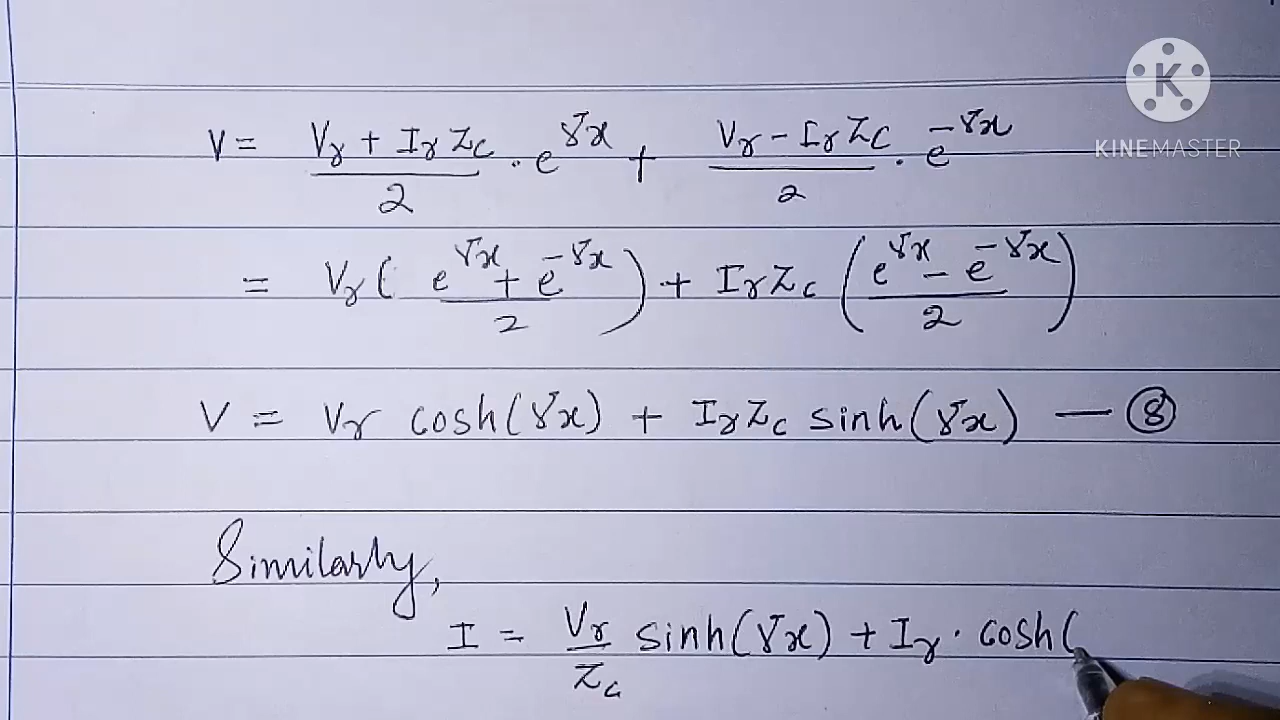 V = (Vr + Ir Zc)/2 · e^γx + (Vr − Ir Zc)/2 · e^−γx
= Vr ( (e^γx + e^−γx)/2 ) + Ir Zc ( (e^γx − e^−γx)/2 )
V = Vr cosh(γx) + Ir Zc sinh(γx) — ⑧
Similarly,
I = Vr/Zc sinh(γx) + Ir · cosh(
K
KINEMASTER